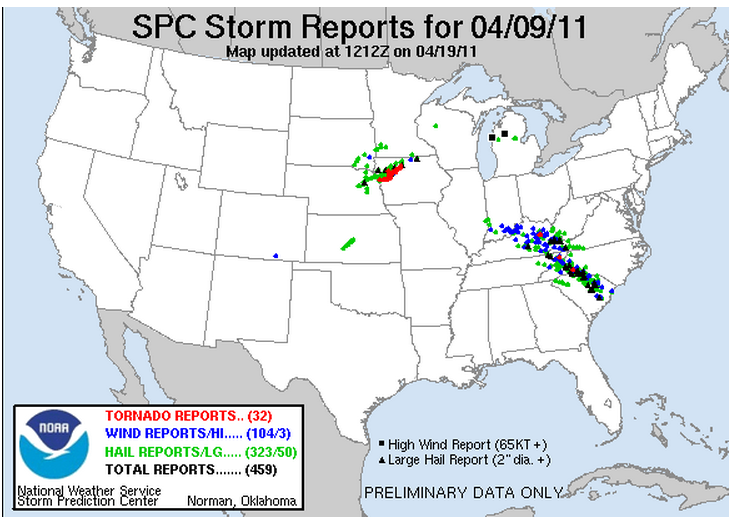 SPC Storm Reports for 04/09/11
Map updated at 1212Z on 04/19/11
NOAA
TORNADO REPORTS.. (32)
WIND REPORTS/HI..... (104/3)
HAIL REPORTS/LG..... (323/50)
TOTAL REPORTS....... (459)
National Weather Service
Storm Prediction Center Norman, Oklahoma
High Wind Report (65KT +)
Large Hail Report (2" dia. +)
PRELIMINARY DATA ONLY